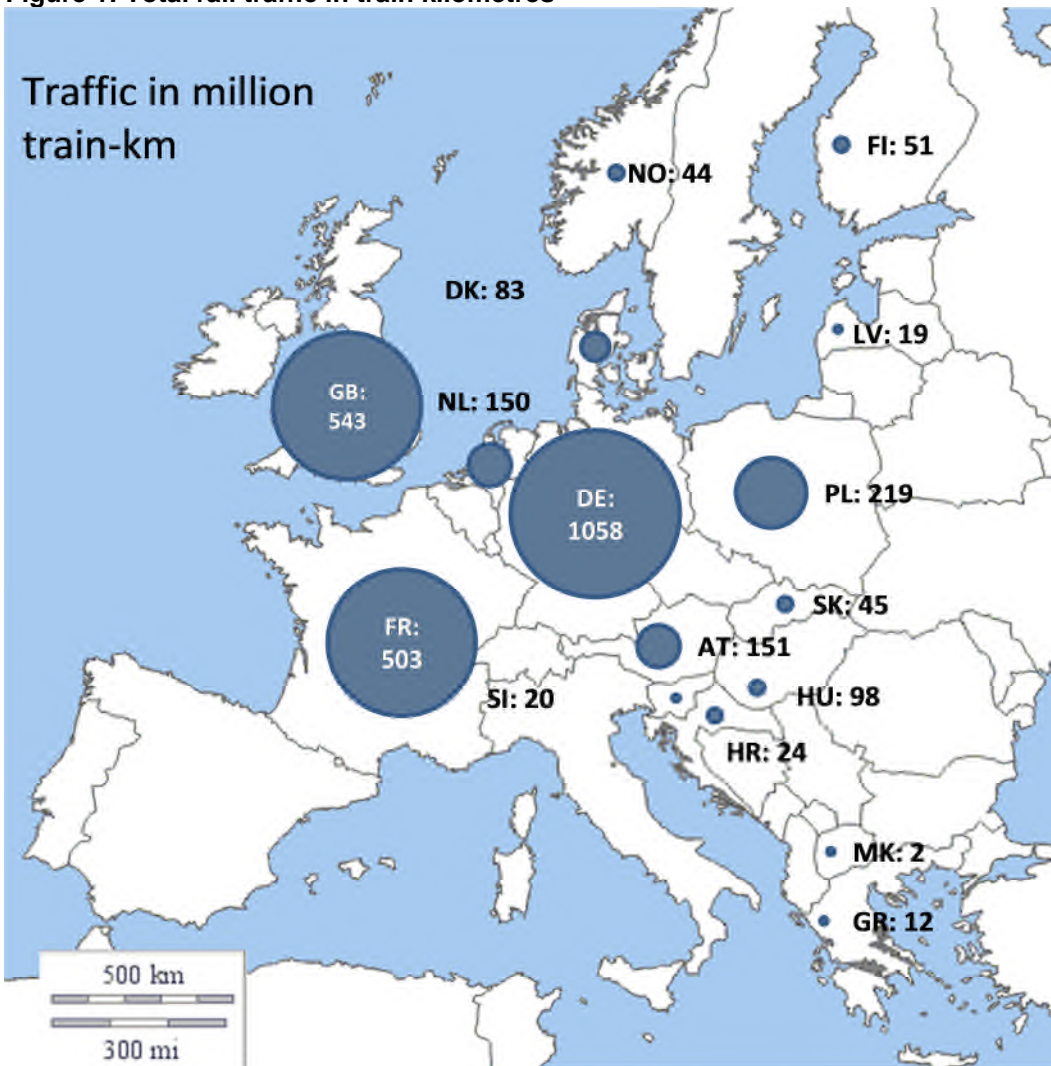 Traffic in million
train-km
FI: 51
NO: 44
DK: 83
LV: 19
GB:
543
NL: 150
DE:
1058
PL: 219
SK: 45
FR:
503
AT: 151
SI: 20
HU: 98
HR: 24
MK: 2
GR: 12
500 km
300 mi